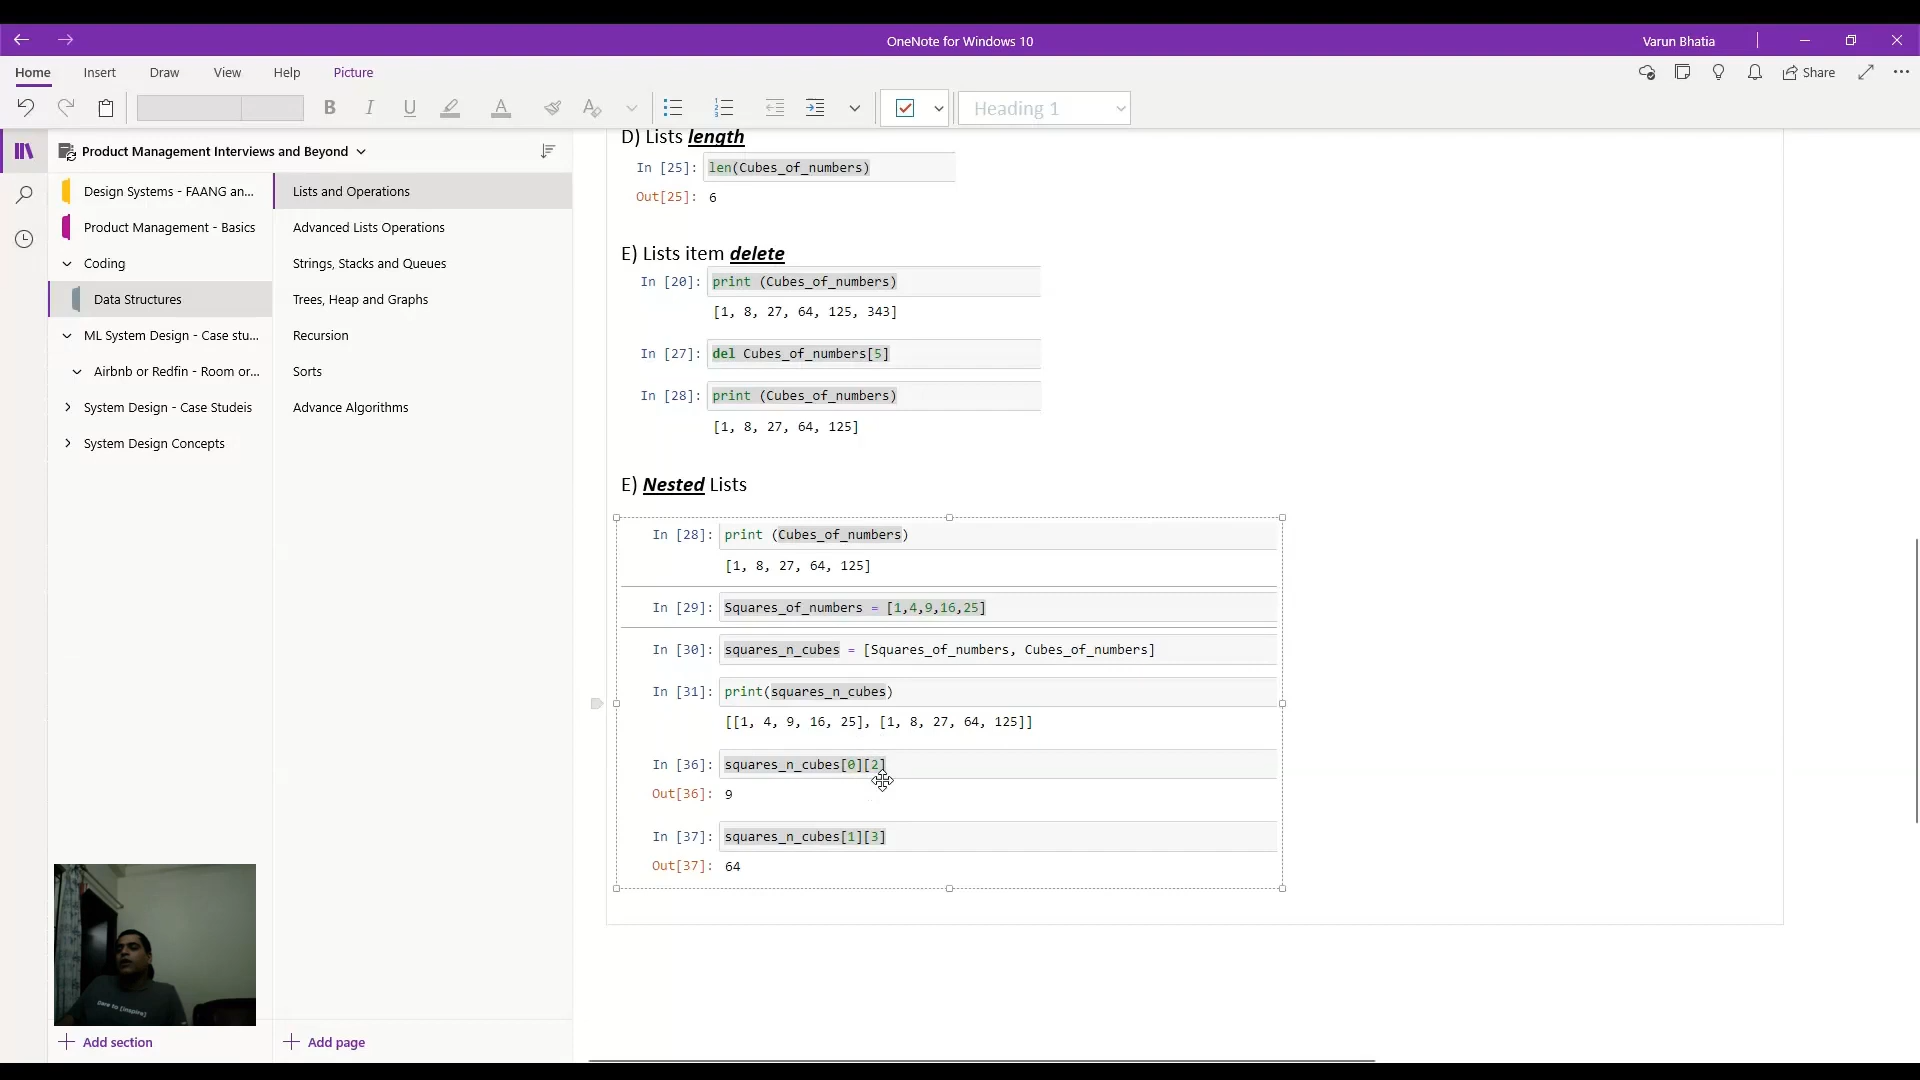 OneNote for Windows 10
Varun Bhatia
Home Insert Draw View Help Picture
Share
B I U A Heading 1
Product Management Interviews and Beyond
Design Systems - FAANG an...
Product Management - Basics
Coding
Data Structures
ML System Design - Case stu...
Airbnb or Redfin - Room or...
System Design - Case Studeis
System Design Concepts
Lists and Operations
Advanced Lists Operations
Strings, Stacks and Queues
Trees, Heap and Graphs
Recursion
Sorts
Advance Algorithms
D) Lists length
In [25]: len(Cubes_of_numbers)
Out[25]: 6
E) Lists item delete
In [20]: print (Cubes_of_numbers)
[1, 8, 27, 64, 125, 343]
In [27]: del Cubes_of_numbers[5]
In [28]: print (Cubes_of_numbers)
[1, 8, 27, 64, 125]
E) Nested Lists
In [28]: print (Cubes_of_numbers)
[1, 8, 27, 64, 125]
In [29]: Squares_of_numbers = [1,4,9,16,25]
In [30]: squares_n_cubes = [Squares_of_numbers, Cubes_of_numbers]
In [31]: print(squares_n_cubes)
[[1, 4, 9, 16, 25], [1, 8, 27, 64, 125]]
In [36]: squares_n_cubes[0][2]
Out[36]: 9
In [37]: squares_n_cubes[1][3]
Out[37]: 64
Dare to [inspire]
Add section
Add page